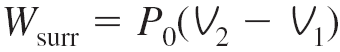 W_surr = P_0(V_2 − V_1)